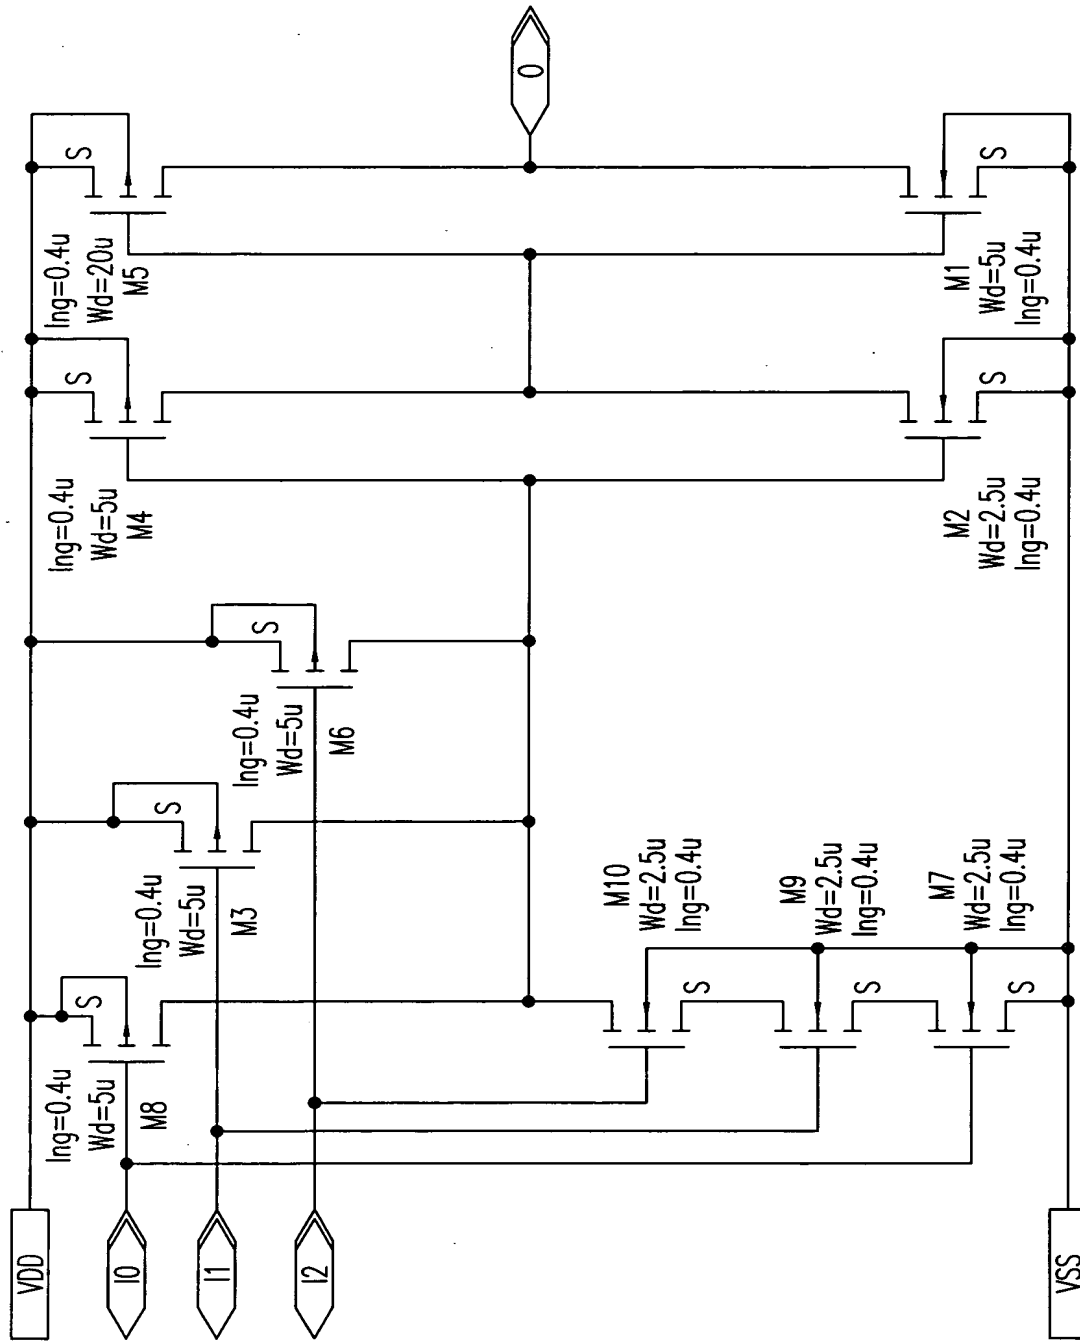 VDD
I0
I1
I2
VSS
lng=0.4u
Wd=5u
M8
S
lng=0.4u
Wd=5u
M3
S
lng=0.4u
Wd=5u
M6
S
M10
Wd=2.5u
lng=0.4u
S
M9
Wd=2.5u
lng=0.4u
S
M7
Wd=2.5u
lng=0.4u
S
lng=0.4u
Wd=5u
M4
S
M2
Wd=2.5u
lng=0.4u
S
lng=0.4u
Wd=20u
M5
S
M1
Wd=5u
lng=0.4u
S
O